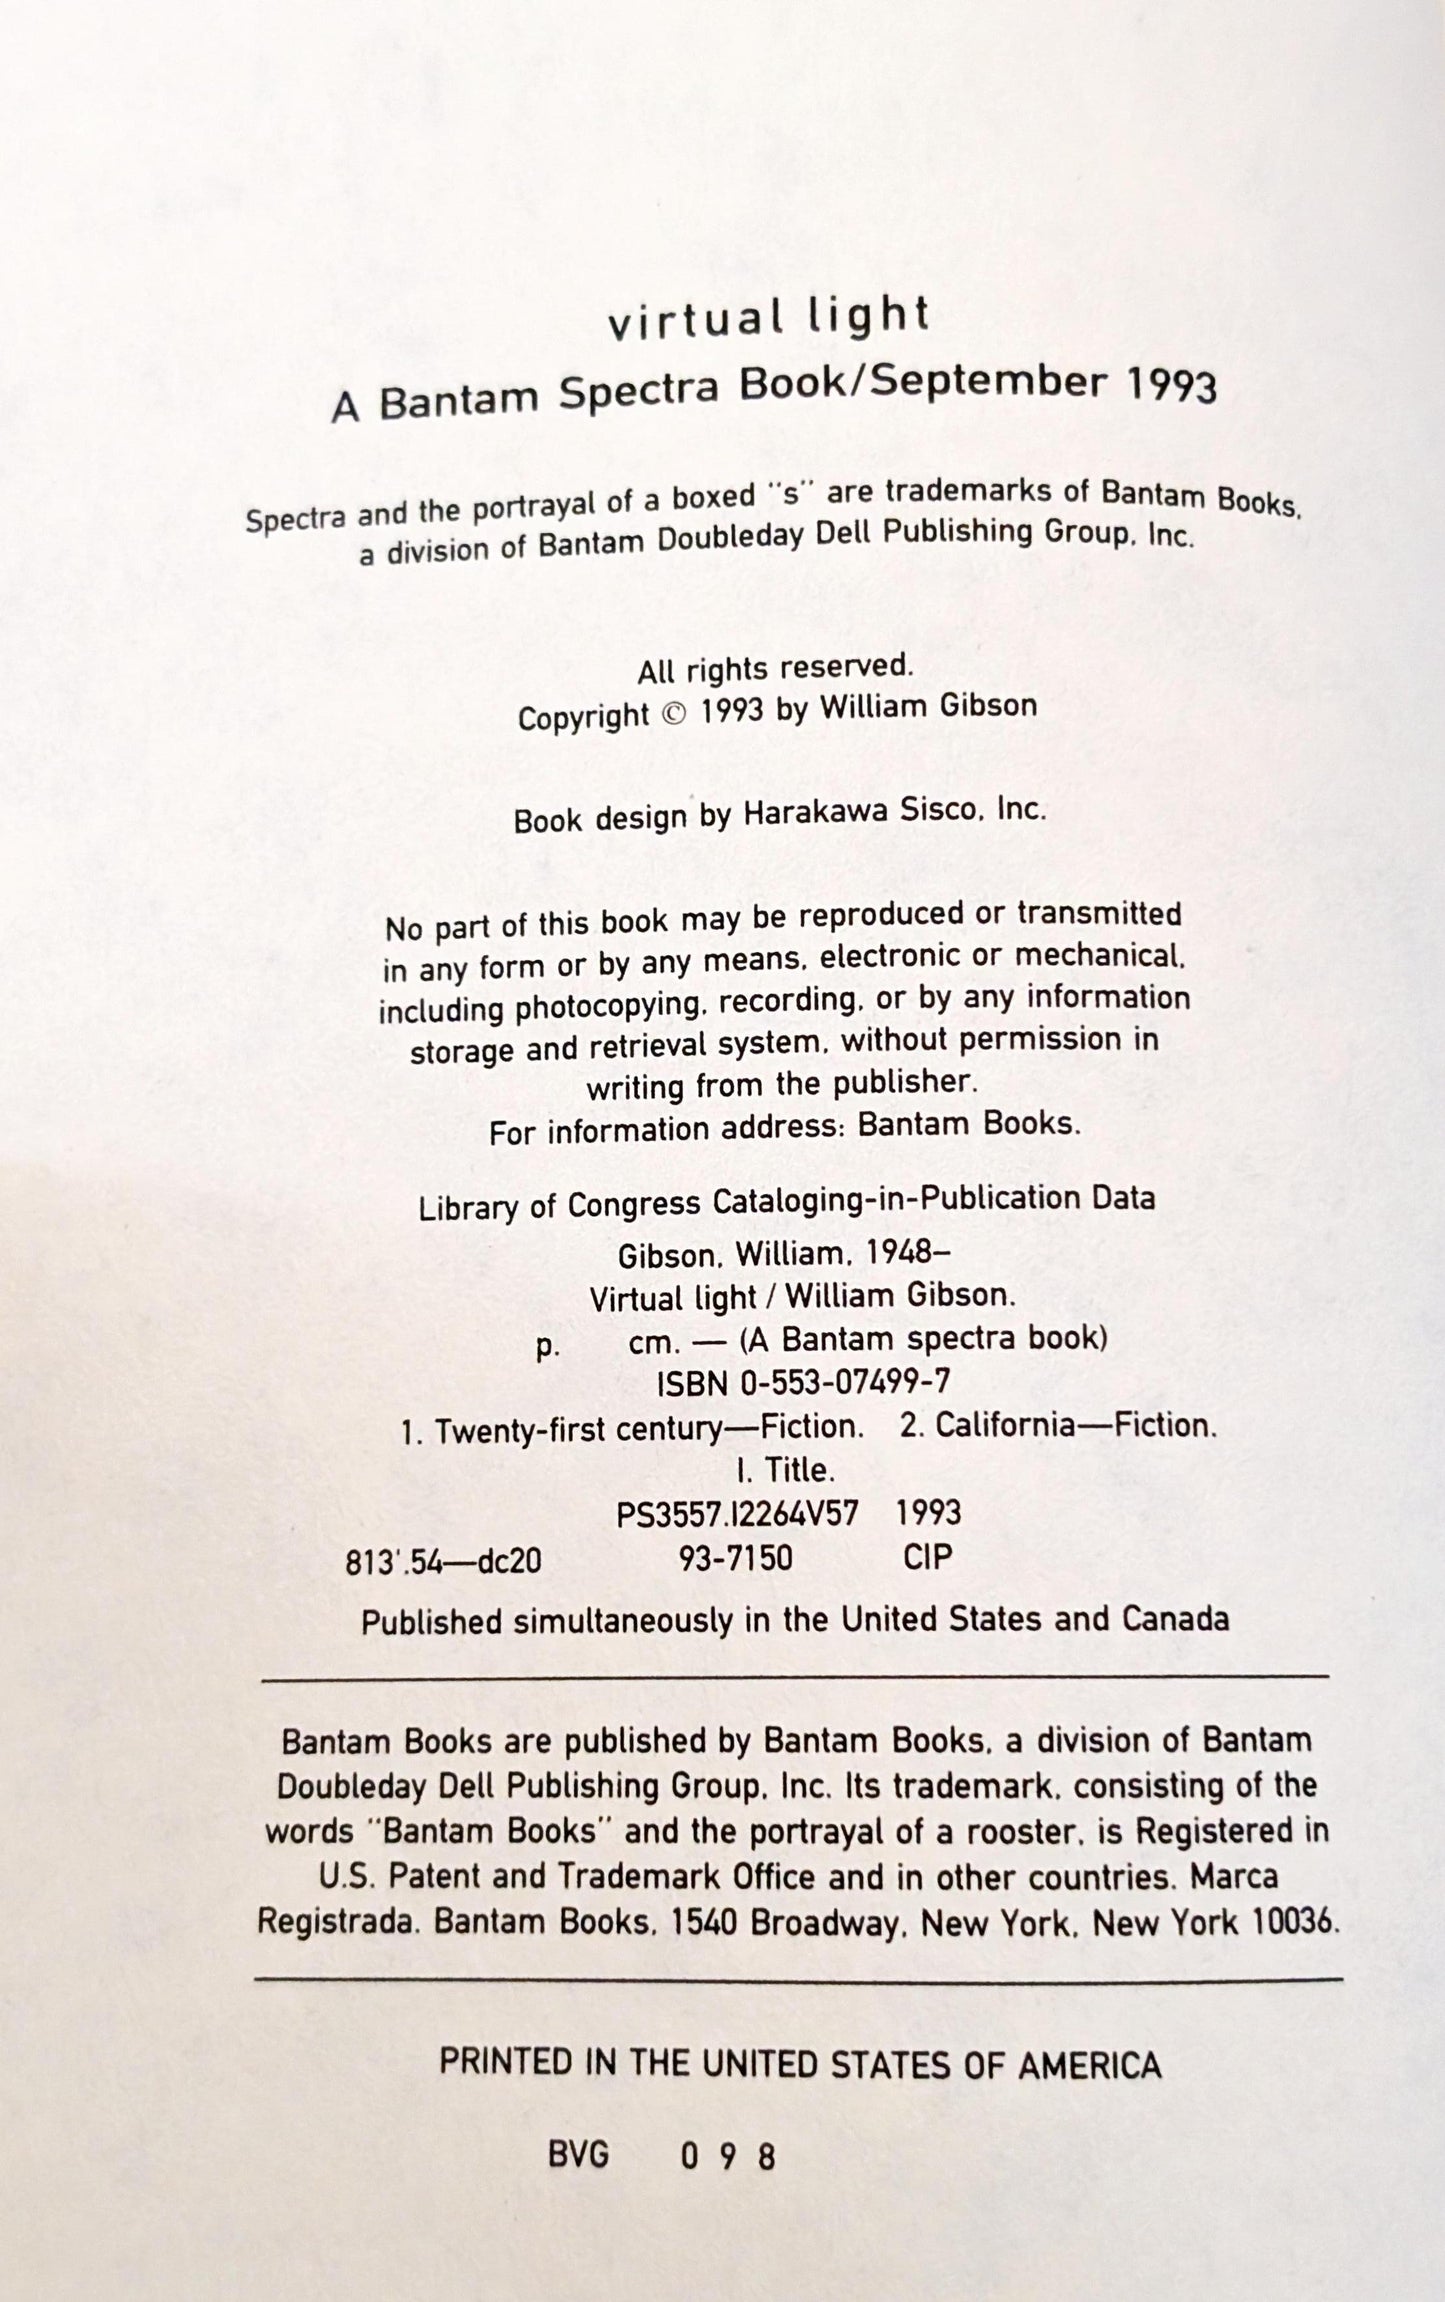 virtual light
A Bantam Spectra Book/September 1993
Spectra and the portrayal of a boxed "s" are trademarks of Bantam Books,
a division of Bantam Doubleday Dell Publishing Group, Inc.
All rights reserved.
Copyright © 1993 by William Gibson
Book design by Harakawa Sisco, Inc.
No part of this book may be reproduced or transmitted
in any form or by any means, electronic or mechanical,
including photocopying, recording, or by any information
storage and retrieval system, without permission in
writing from the publisher.
For information address: Bantam Books.
Library of Congress Cataloging-in-Publication Data
Gibson, William, 1948–
Virtual light / William Gibson.
p. cm. — (A Bantam spectra book)
ISBN 0-553-07499-7
1. Twenty-first century—Fiction. 2. California—Fiction.
I. Title.
PS3557.I2264V57 1993
813'.54—dc20 93-7150 CIP
Published simultaneously in the United States and Canada
Bantam Books are published by Bantam Books, a division of Bantam
Doubleday Dell Publishing Group, Inc. Its trademark, consisting of the
words "Bantam Books" and the portrayal of a rooster, is Registered in
U.S. Patent and Trademark Office and in other countries. Marca
Registrada. Bantam Books, 1540 Broadway, New York, New York 10036.
PRINTED IN THE UNITED STATES OF AMERICA
BVG 0 9 8